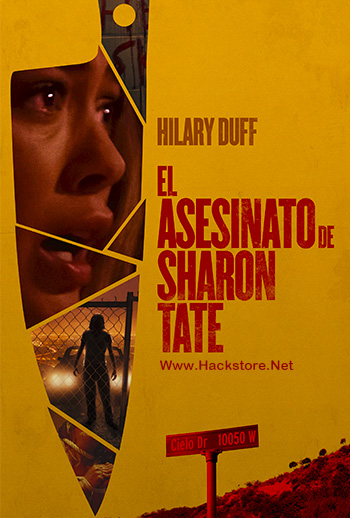 HILARY DUFF
EL
ASESINATO DE
SHARON
TATE
Www.Hackstore.Net
Cielo Dr 10050 W